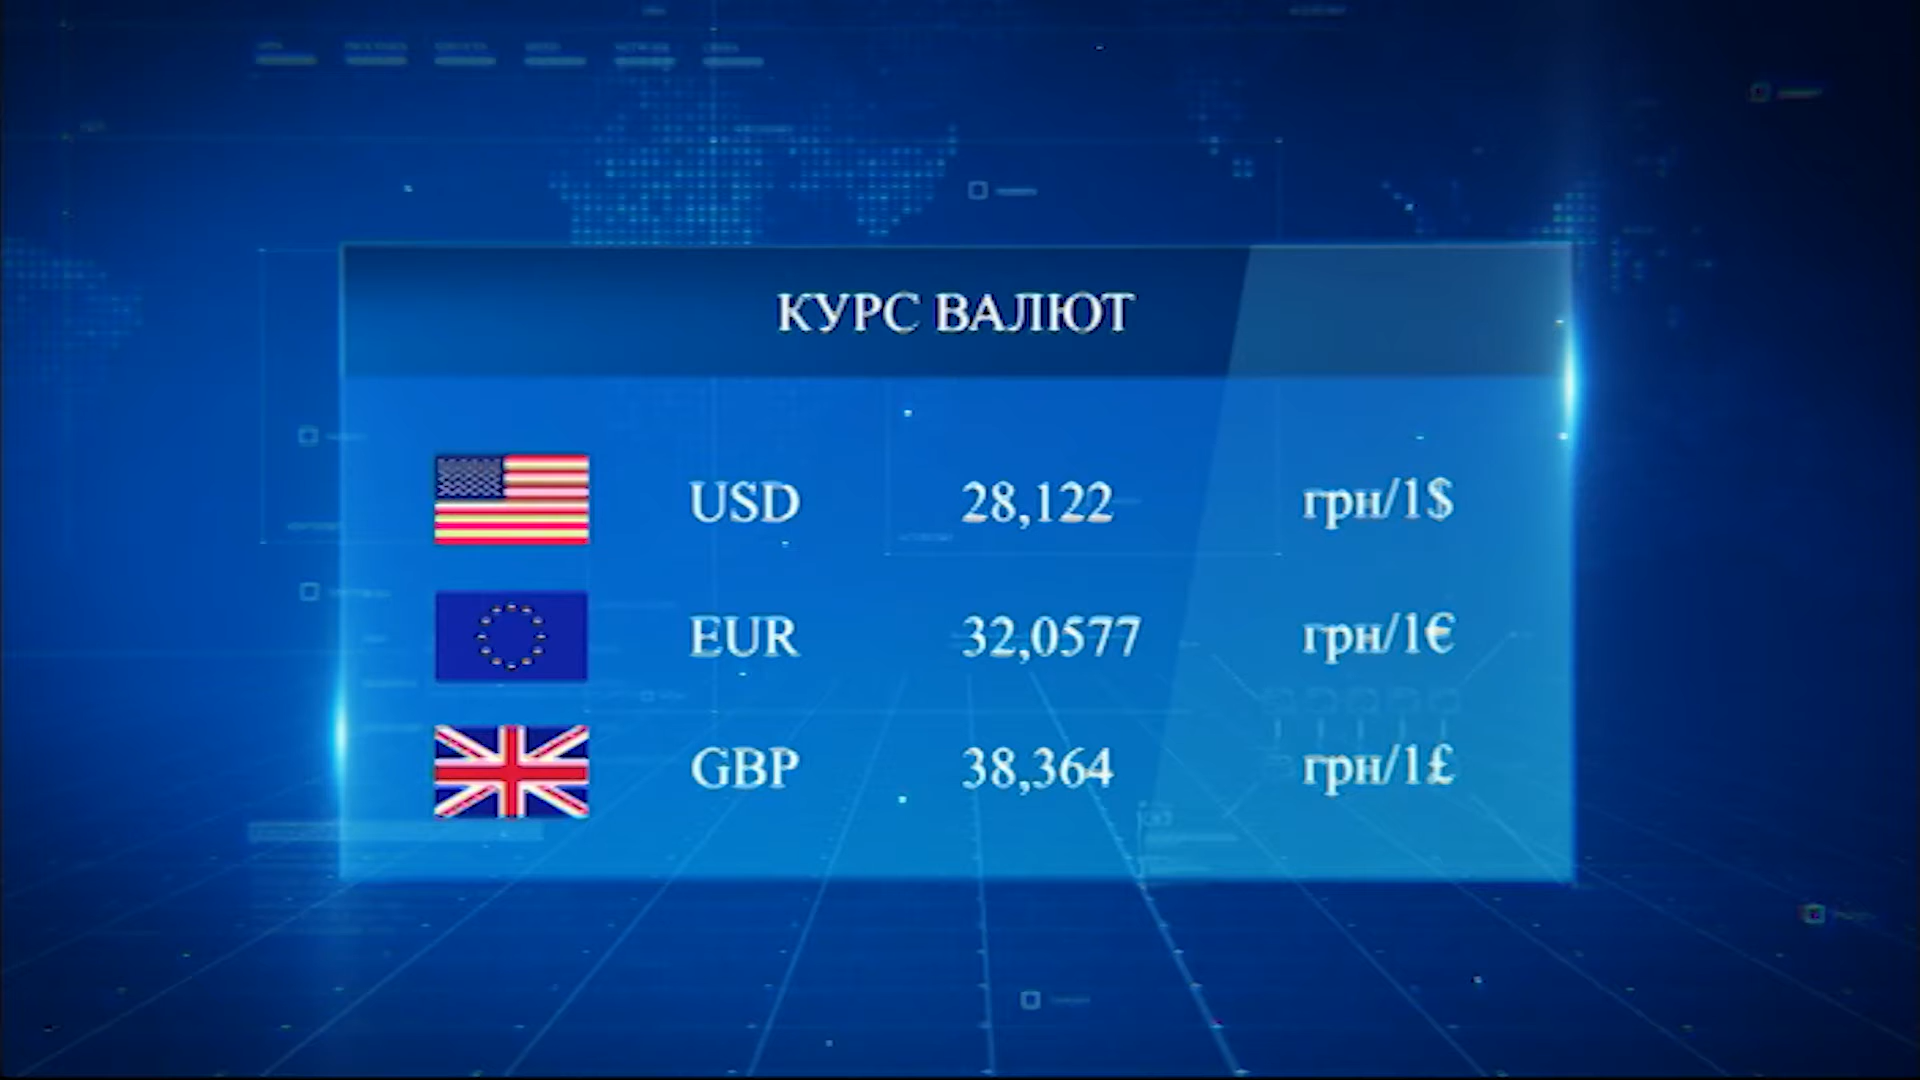 КУРС ВАЛЮТ
USD 28,122 грн/1$
EUR 32,0577 грн/1€
GBP 38,364 грн/1£